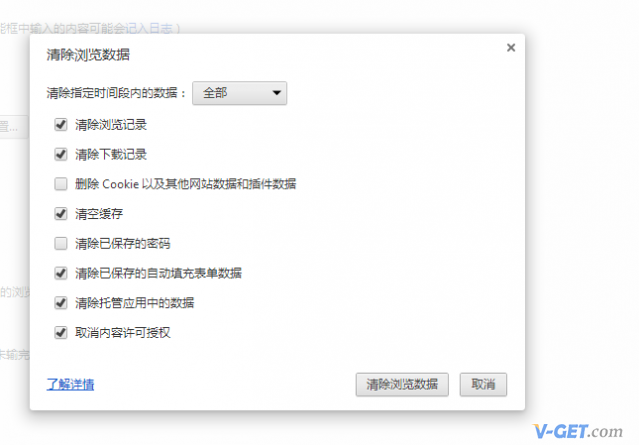 能框中输入的内容可能会记入日志）
清除浏览数据
清除指定时间段内的数据：
全部
清除浏览记录
清除下载记录
删除 Cookie 以及其他网站数据和插件数据
清空缓存
清除已保存的密码
清除已保存的自动填充表单数据
清除托管应用中的数据
取消内容许可授权
置...
的浏
未输完
了解详情
清除浏览数据
取消
V-GET.com